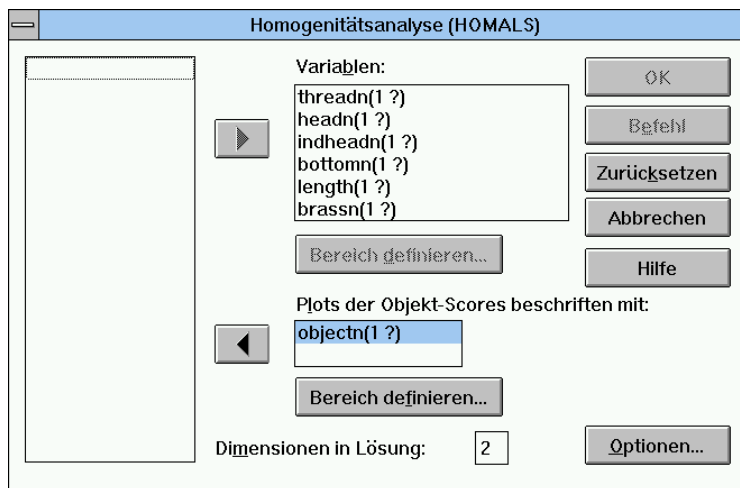 Homogenitätsanalyse (HOMALS)
Variablen:
threadn(1 ?)
headn(1 ?)
indheadn(1 ?)
bottomn(1 ?)
length(1 ?)
brassn(1 ?)
Bereich definieren...
Plots der Objekt-Scores beschriften mit:
objectn(1 ?)
Bereich definieren...
Dimensionen in Lösung: 2
OK
Befehl
Zurücksetzen
Abbrechen
Hilfe
Optionen...